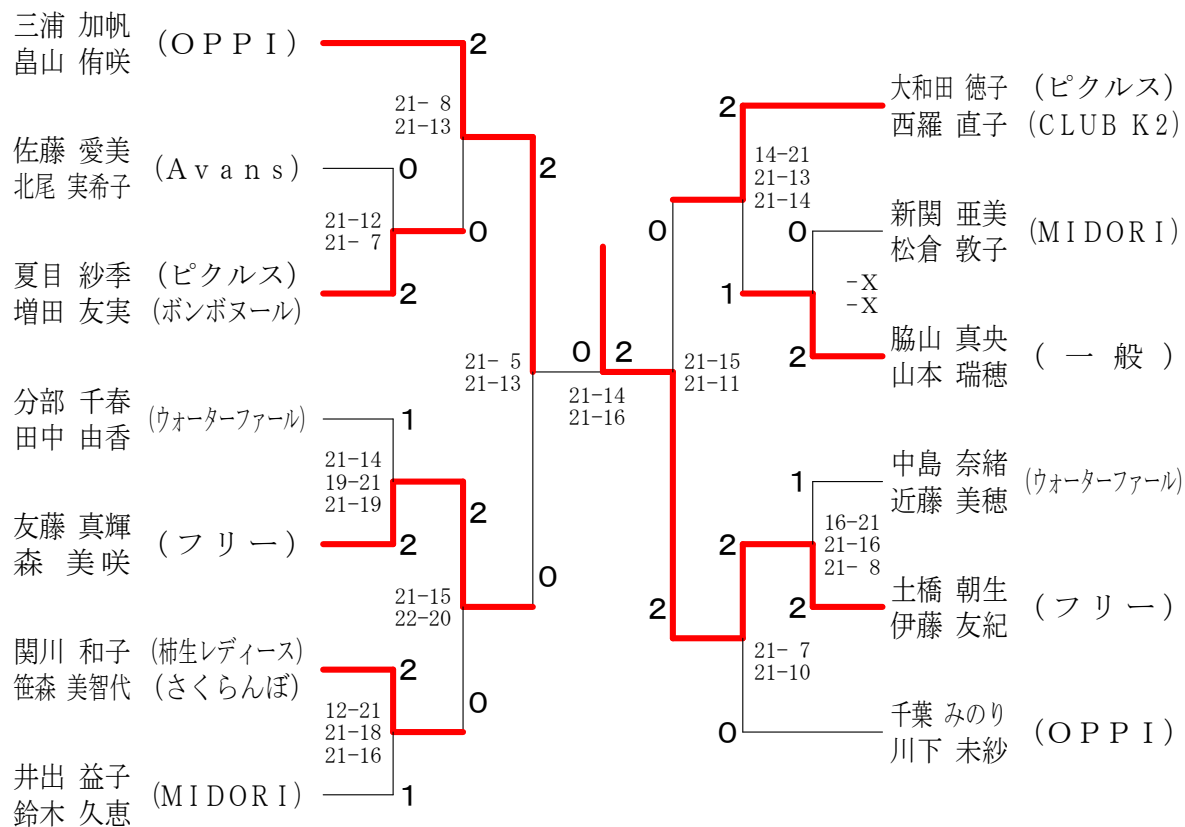 三浦 加帆
畠山 侑咲
(ＯＰＰＩ)
2
21- 8
21-13
佐藤 愛美
北尾 実希子
(Ａｖａｎｓ)
0
2
21-12
21- 7
0
夏目 紗季 (ピクルス)
増田 友実 (ボンボヌール)
2
21- 5
21-13
分部 千春
田中 由香
(ウォーターファール)
1
21-14
19-21
21-19
2
友藤 真輝
森 美咲
(フリー)
2
0
21-15
22-20
関川 和子 (柿生レディース)
笹森 美智代 (さくらんぼ)
2
0
12-21
21-18
21-16
井出 益子
鈴木 久恵
(MIDORI)
1
0 2
21-14
21-16
大和田 徳子 (ピクルス)
西羅 直子 (CLUB K2)
2
14-21
21-13
21-14
0
新関 亜美
松倉 敦子
(MIDORI)
0
-X
-X
1
脇山 真央
山本 瑞穂
(一般)
2
21-15
21-11
中島 奈緒
近藤 美穂
(ウォーターファール)
1
16-21
21-16
21- 8
2
土橋 朝生
伊藤 友紀
(フリー)
2
2
21- 7
21-10
千葉 みのり
川下 未紗
(ＯＰＰＩ)
0